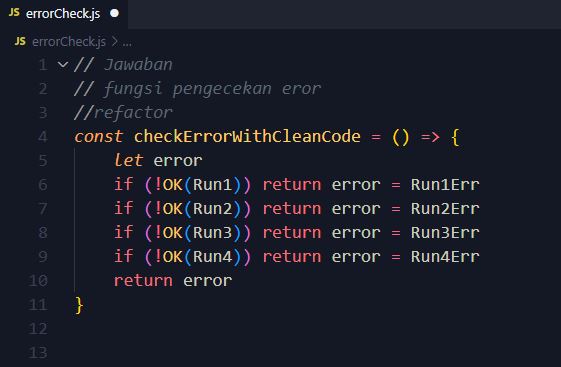 JS errorCheck.js ●
JS errorCheck.js > ...
1 // Jawaban
2 // fungsi pengecekan eror
3 //refactor
4 const checkErrorWithCleanCode = () => {
5 let error
6 if (!OK(Run1)) return error = Run1Err
7 if (!OK(Run2)) return error = Run2Err
8 if (!OK(Run3)) return error = Run3Err
9 if (!OK(Run4)) return error = Run4Err
10 return error
11 }
12
13